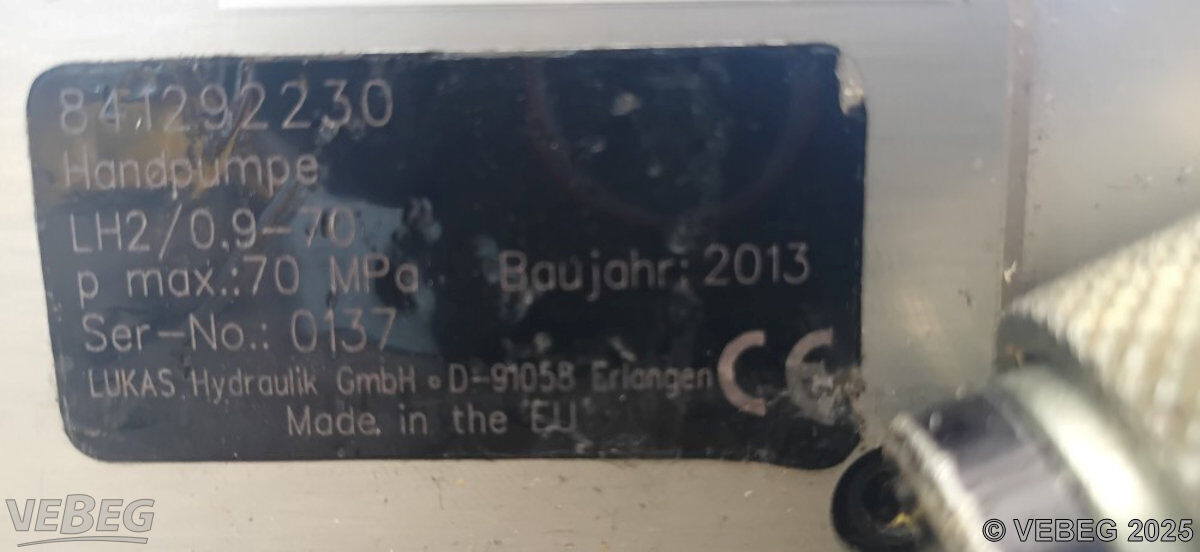 841292230
Handpumpe
LH2/0.9-70
p max.:70 MPa Baujahr: 2013
Ser-No.: 0137
LUKAS Hydraulik GmbH • D-91058 Erlangen CE
Made in the EU
VEBEG
© VEBEG 2025